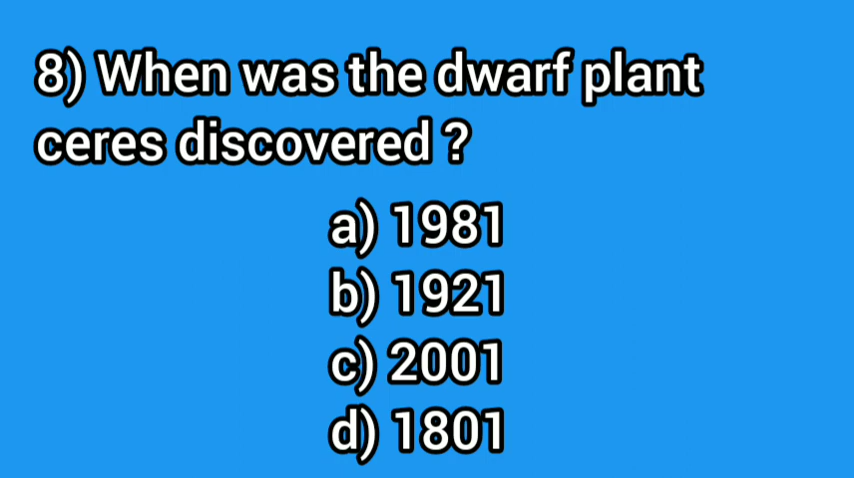 8) When was the dwarf plant
ceres discovered ?
a) 1981
b) 1921
c) 2001
d) 1801